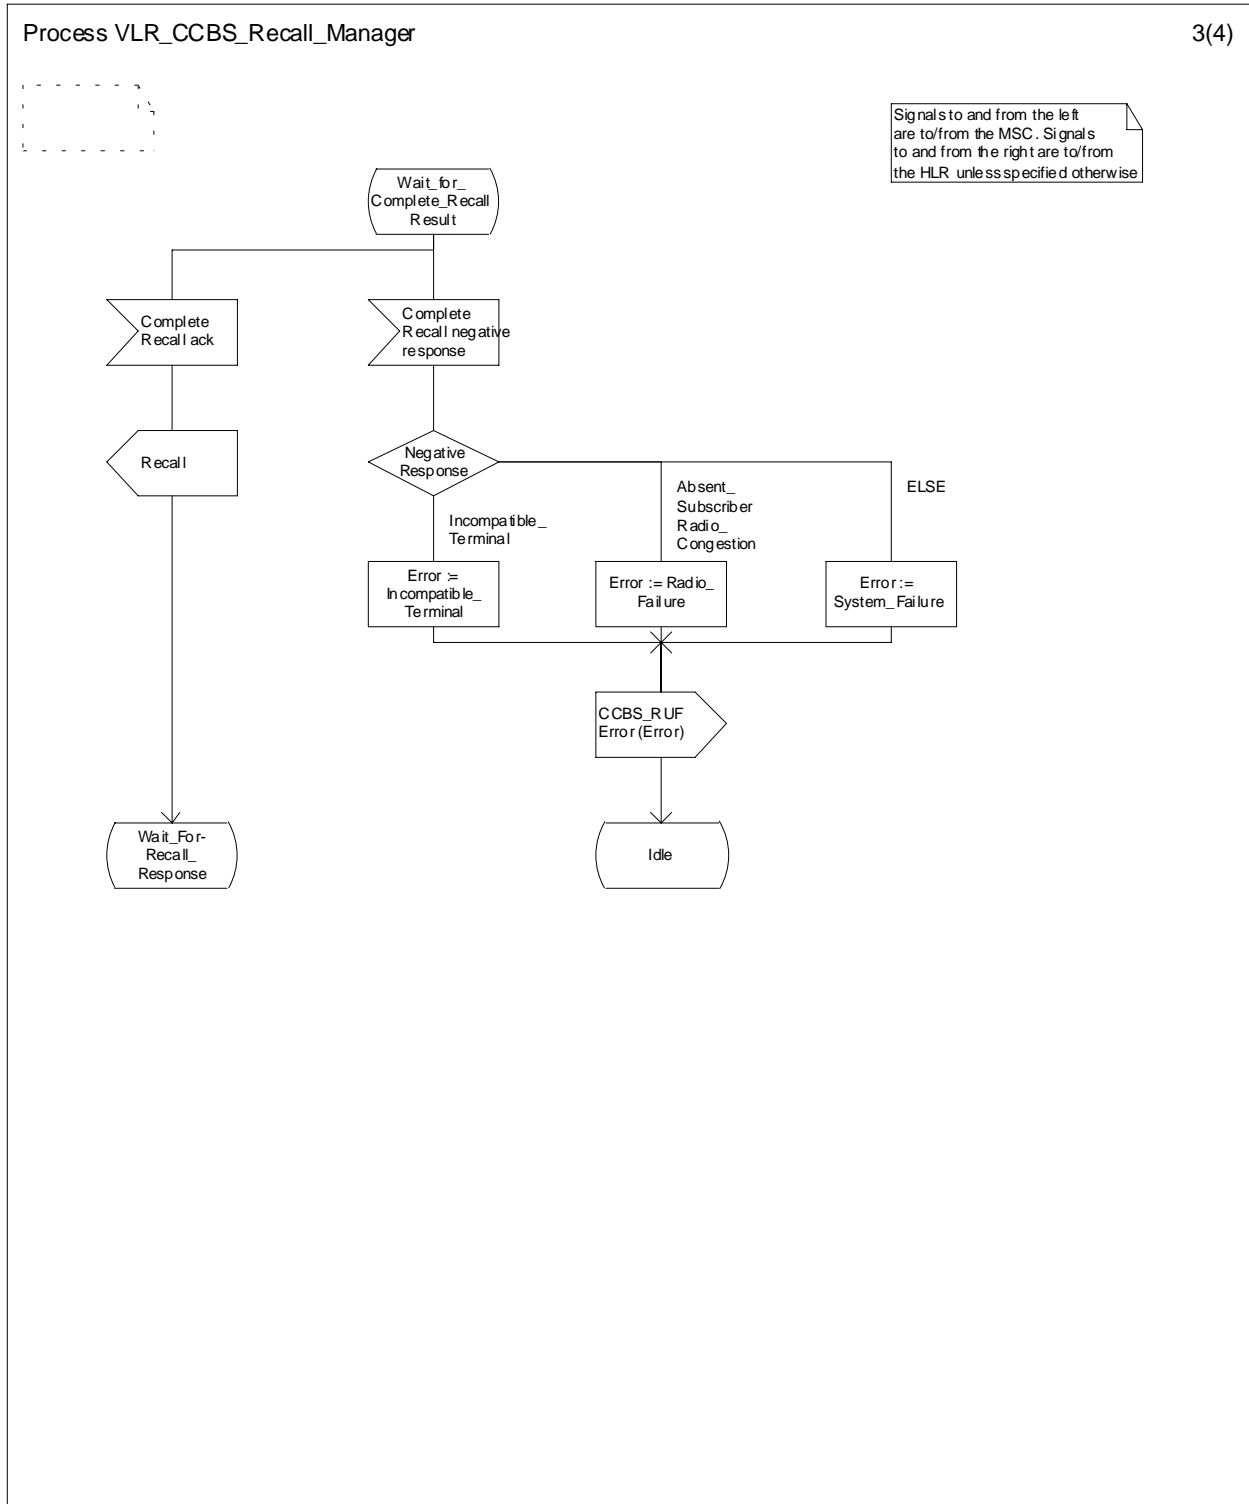 Process VLR_CCBS_Recall_Manager
3(4)
Signals to and from the left
are to/from the MSC. Signals
to and from the right are to/from
the HLR unless specified otherwise
Wait_for_
Complete_Recall
Result
Complete
Recall ack
Complete
Recall negative
response
Recall
Negative
Response
Incompatible_
Terminal
Absent_
Subscriber
Radio_
Congestion
ELSE
Error :=
Incompatible_
Terminal
Error := Radio_
Failure
Error :=
System_Failure
CCBS_RUF
Error (Error)
Wait_For-
Recall_
Response
Idle